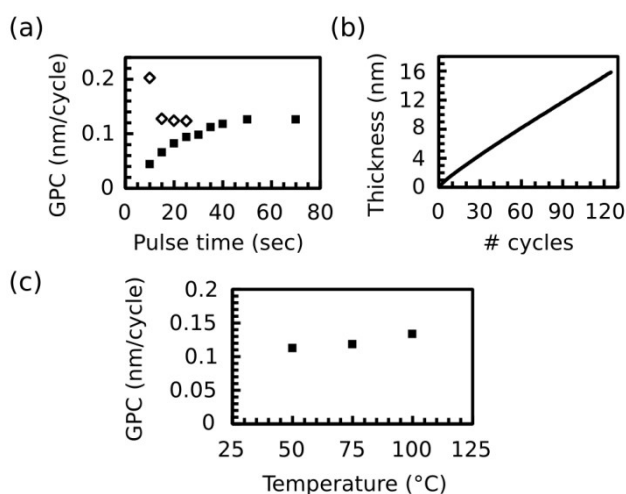 (a)
GPC (nm/cycle)
0.2
0.1
0
0 20 40 60 80
Pulse time (sec)
(b)
Thickness (nm)
16
12
8
4
0
0 30 60 90 120
# cycles
(c)
GPC (nm/cycle)
0.2
0.15
0.1
0.05
0
25 50 75 100 125
Temperature (°C)